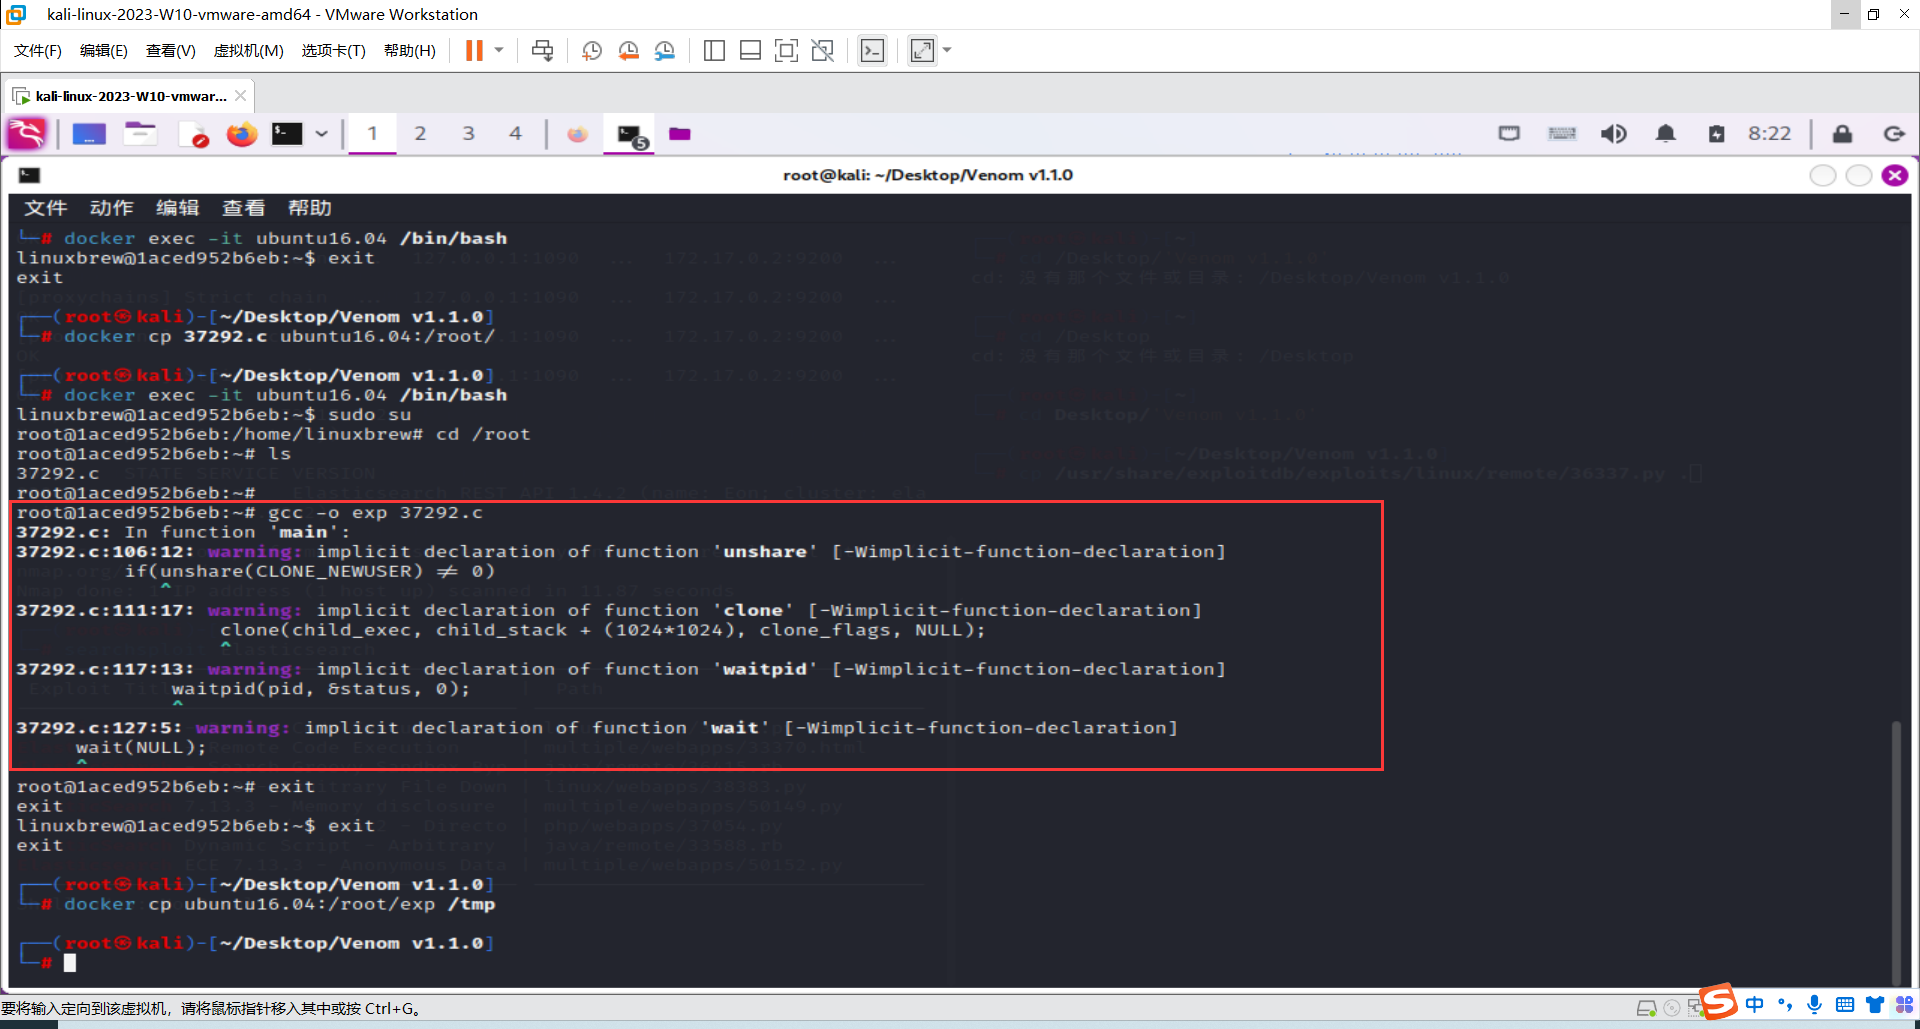 kali-linux-2023-W10-vmware-amd64 - VMware Workstation
文件(F) 编辑(E) 查看(V) 虚拟机(M) 选项卡(T) 帮助(H)
kali-linux-2023-W10-vmwar...
1 2 3 4 5 8:22
root@kali: ~/Desktop/Venom v1.1.0
文件 动作 编辑 查看 帮助
└─# docker exec -it ubuntu16.04 /bin/bash
linuxbrew@1aced952b6eb:~$ exit
exit
┌──(root㉿kali)-[~/Desktop/Venom v1.1.0]
└─# docker cp 37292.c ubuntu16.04:/root/
┌──(root㉿kali)-[~/Desktop/Venom v1.1.0]
└─# docker exec -it ubuntu16.04 /bin/bash
linuxbrew@1aced952b6eb:~$ sudo su
root@1aced952b6eb:/home/linuxbrew# cd /root
root@1aced952b6eb:~# ls
37292.c
root@1aced952b6eb:~#
root@1aced952b6eb:~# gcc -o exp 37292.c
37292.c: In function 'main':
37292.c:106:12: warning: implicit declaration of function 'unshare' [-Wimplicit-function-declaration]
if(unshare(CLONE_NEWUSER) ≠ 0)
^
37292.c:111:17: warning: implicit declaration of function 'clone' [-Wimplicit-function-declaration]
clone(child_exec, child_stack + (1024*1024), clone_flags, NULL);
^
37292.c:117:13: warning: implicit declaration of function 'waitpid' [-Wimplicit-function-declaration]
waitpid(pid, &status, 0);
^
37292.c:127:5: warning: implicit declaration of function 'wait' [-Wimplicit-function-declaration]
wait(NULL);
^
root@1aced952b6eb:~# exit
exit
linuxbrew@1aced952b6eb:~$ exit
exit
┌──(root㉿kali)-[~/Desktop/Venom v1.1.0]
└─# docker cp ubuntu16.04:/root/exp /tmp
┌──(root㉿kali)-[~/Desktop/Venom v1.1.0]
└─#
要将输入定向到该虚拟机，请将鼠标指针移入其中或按 Ctrl+G。
中